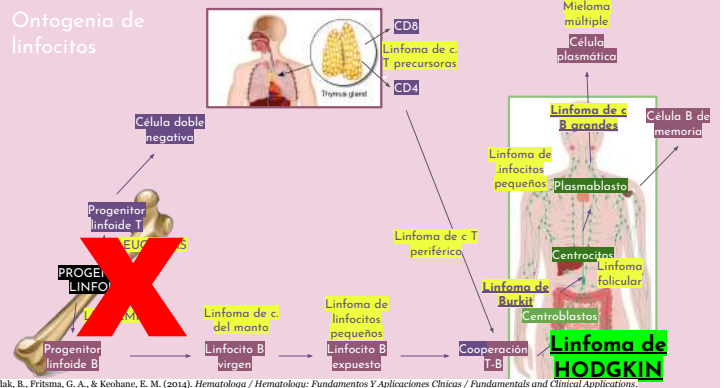 Ontogenia de
linfocitos
Mieloma
múltiple
CD8
Linfoma de c.
T precursoras
Célula
plasmática
CD4
Thymus gland
Linfoma de c
B grandes
Célula B de
memoria
Célula doble
negativa
Linfoma de
.infocitos
pequeños
Plasmablasto
Progenitor
linfoide T
Linfoma de c T
periférico
Centrocitos
Linfoma
folicular
Linfoma de
Burkit
Linfoma de c.
del manto
Linfoma de
linfocitos
pequeños
Centroblastos
Progenitor
linfoide B
Linfocito B
virgen
Linfocito B
expuesto
Cooperación
T-B
Linfoma de
HODGKIN
B., Fritsma, G. A., & Keohane, E. M. (2014). Hematologa / Hematology: Fundamentos Y Aplicaciones Clnicas / Fundamentals and Clinical Applications.